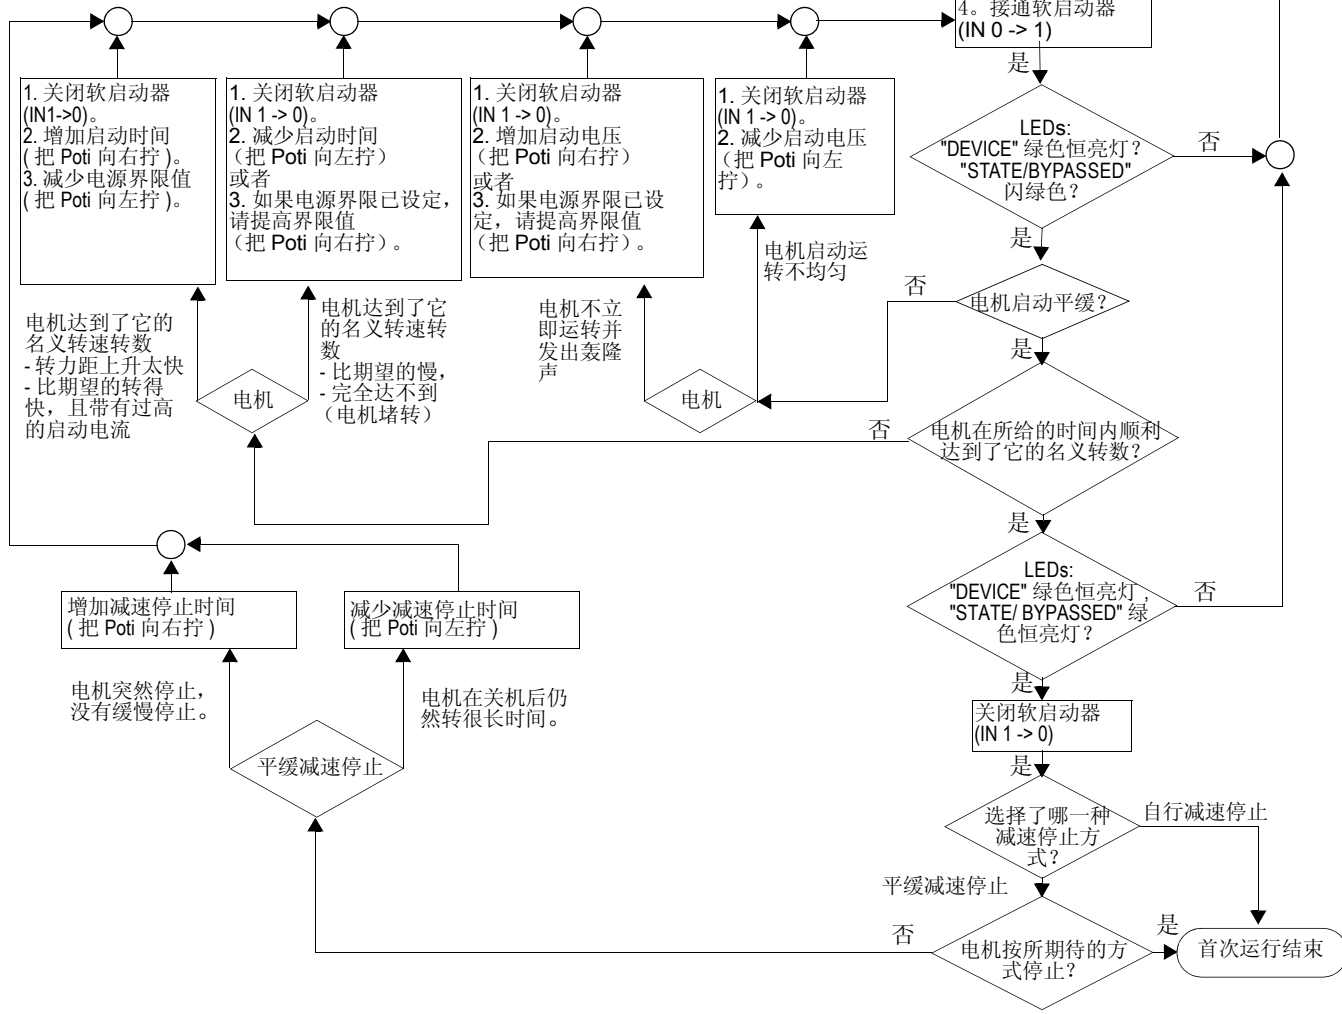 4。接通软启动器
(IN 0 -> 1)
是
1. 关闭软启动器
(IN1->0)。
2. 增加启动时间
( 把 Poti 向右拧 )。
3. 减少电源界限值
( 把 Poti 向左拧 )。
1. 关闭软启动器
(IN 1 -> 0)。
2. 减少启动时间
（把 Poti 向左拧）
或者
3. 如果电源界限已设定，
请提高界限值
（把 Poti 向右拧）。
1. 关闭软启动器
(IN 1 -> 0)。
2. 增加启动电压
（把 Poti 向右拧）
或者
3. 如果电源界限已设
定，请提高界限值
（把 Poti 向右拧）。
1. 关闭软启动器
(IN 1 -> 0)。
2. 减少启动电压
（把 Poti 向左
拧）。
LEDs:
"DEVICE" 绿色恒亮灯？
"STATE/BYPASSED"
闪绿色？
否
是
电机启动运
转不均匀
否
电机启动平缓？
是
电机达到了它的
名义转速转数
- 转力距上升太快
- 比期望的转得
快，且带有过高
的启动电流
电机
电机达到了它
的名义转速转
数
- 比期望的慢，
- 完全达不到
（电机堵转）
电机不立
即运转并
发出轰隆
声
电机
否
电机在所给的时间内顺利
达到了它的名义转数？
是
LEDs:
"DEVICE" 绿色恒亮灯 ,
"STATE/ BYPASSED" 绿
色恒亮灯？
否
是
增加减速停止时间
( 把 Poti 向右拧 )
减少减速停止时间
( 把 Poti 向左拧 )
电机突然停止，
没有缓慢停止。
电机在关机后仍
然转很长时间。
平缓减速停止
关闭软启动器
(IN 1 -> 0)
是
选择了哪一种
减速停止方
式？
自行减速停止
平缓减速停止
否
电机按所期待的方
式停止？
是
首次运行结束